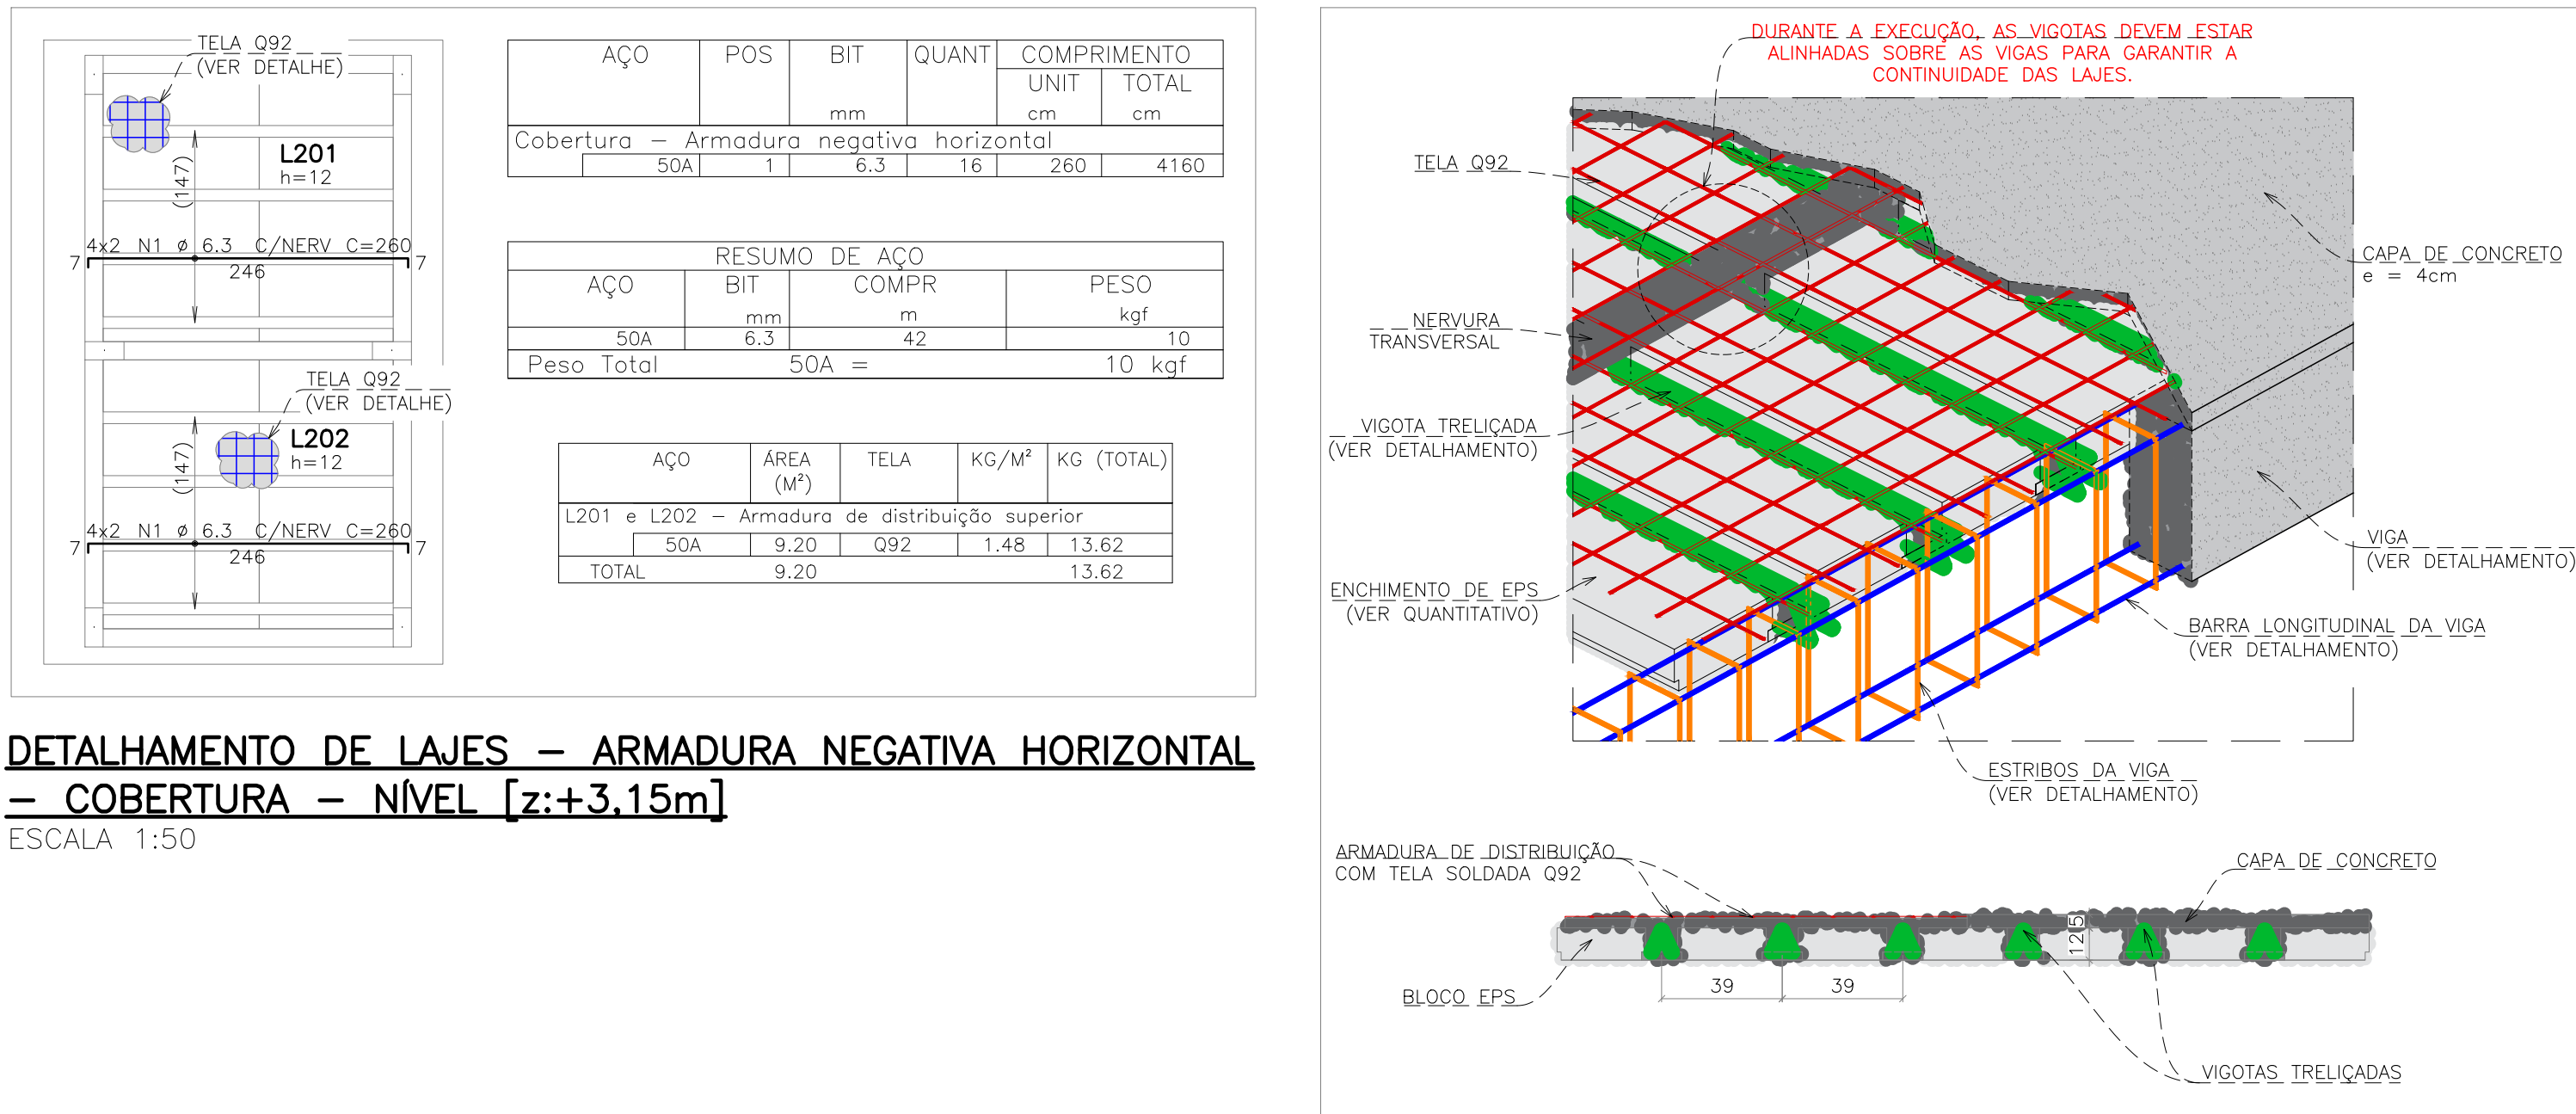 TELA Q92
(VER DETALHE)
L201
h=12
(147)
4x2 N1 ø 6.3 C/NERV C=260
7
246
7
TELA Q92
(VER DETALHE)
L202
h=12
(147)
4x2 N1 ø 6.3 C/NERV C=260
7
246
7
AÇO POS BIT QUANT COMPRIMENTO
UNIT TOTAL
mm cm cm
Cobertura – Armadura negativa horizontal
50A 1 6.3 16 260 4160
RESUMO DE AÇO
AÇO BIT COMPR PESO
mm m kgf
50A 6.3 42 10
Peso Total 50A = 10 kgf
AÇO ÁREA TELA KG/M² KG (TOTAL)
(M²)
L201 e L202 – Armadura de distribuição superior
50A 9.20 Q92 1.48 13.62
TOTAL 9.20 13.62
DETALHAMENTO DE LAJES – ARMADURA NEGATIVA HORIZONTAL
– COBERTURA – NÍVEL [z:+3,15m]
ESCALA 1:50
DURANTE A EXECUÇÃO, AS VIGOTAS DEVEM ESTAR
ALINHADAS SOBRE AS VIGAS PARA GARANTIR A
CONTINUIDADE DAS LAJES.
TELA Q92
CAPA DE CONCRETO
e = 4cm
NERVURA
TRANSVERSAL
VIGOTA TRELIÇADA
(VER DETALHAMENTO)
VIGA
(VER DETALHAMENTO)
ENCHIMENTO DE EPS
(VER QUANTITATIVO)
BARRA LONGITUDINAL DA VIGA
(VER DETALHAMENTO)
ESTRIBOS DA VIGA
(VER DETALHAMENTO)
ARMADURA DE DISTRIBUIÇÃO
COM TELA SOLDADA Q92
CAPA DE CONCRETO
12 5
39
39
BLOCO EPS
VIGOTAS TRELIÇADAS